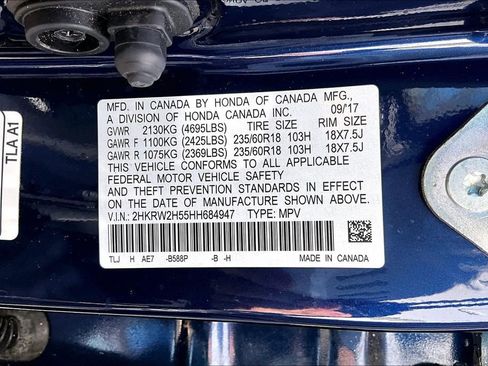 MFD. IN CANADA BY HONDA OF CANADA MFG.,
A DIVISION OF HONDA CANADA INC. 09/17
GVWR 2130KG (4695LBS) TIRE SIZE RIM SIZE
GAWR F 1100KG (2425LBS) 235/60R18 103H 18X7.5J
GAWR R 1075KG (2369LBS) 235/60R18 103H 18X7.5J
THIS VEHICLE CONFORMS TO ALL APPLICABLE
FEDERAL MOTOR VEHICLE SAFETY
AND THEFT PREVENTION STANDARDS IN EFFECT
ON THE DATE OF MANUFACTURE SHOWN ABOVE.
V.I.N.: 2HKRW2H55HH684947 TYPE: MPV
TLJ H AE7 -B588P -B -H
MADE IN CANADA
TLA A1